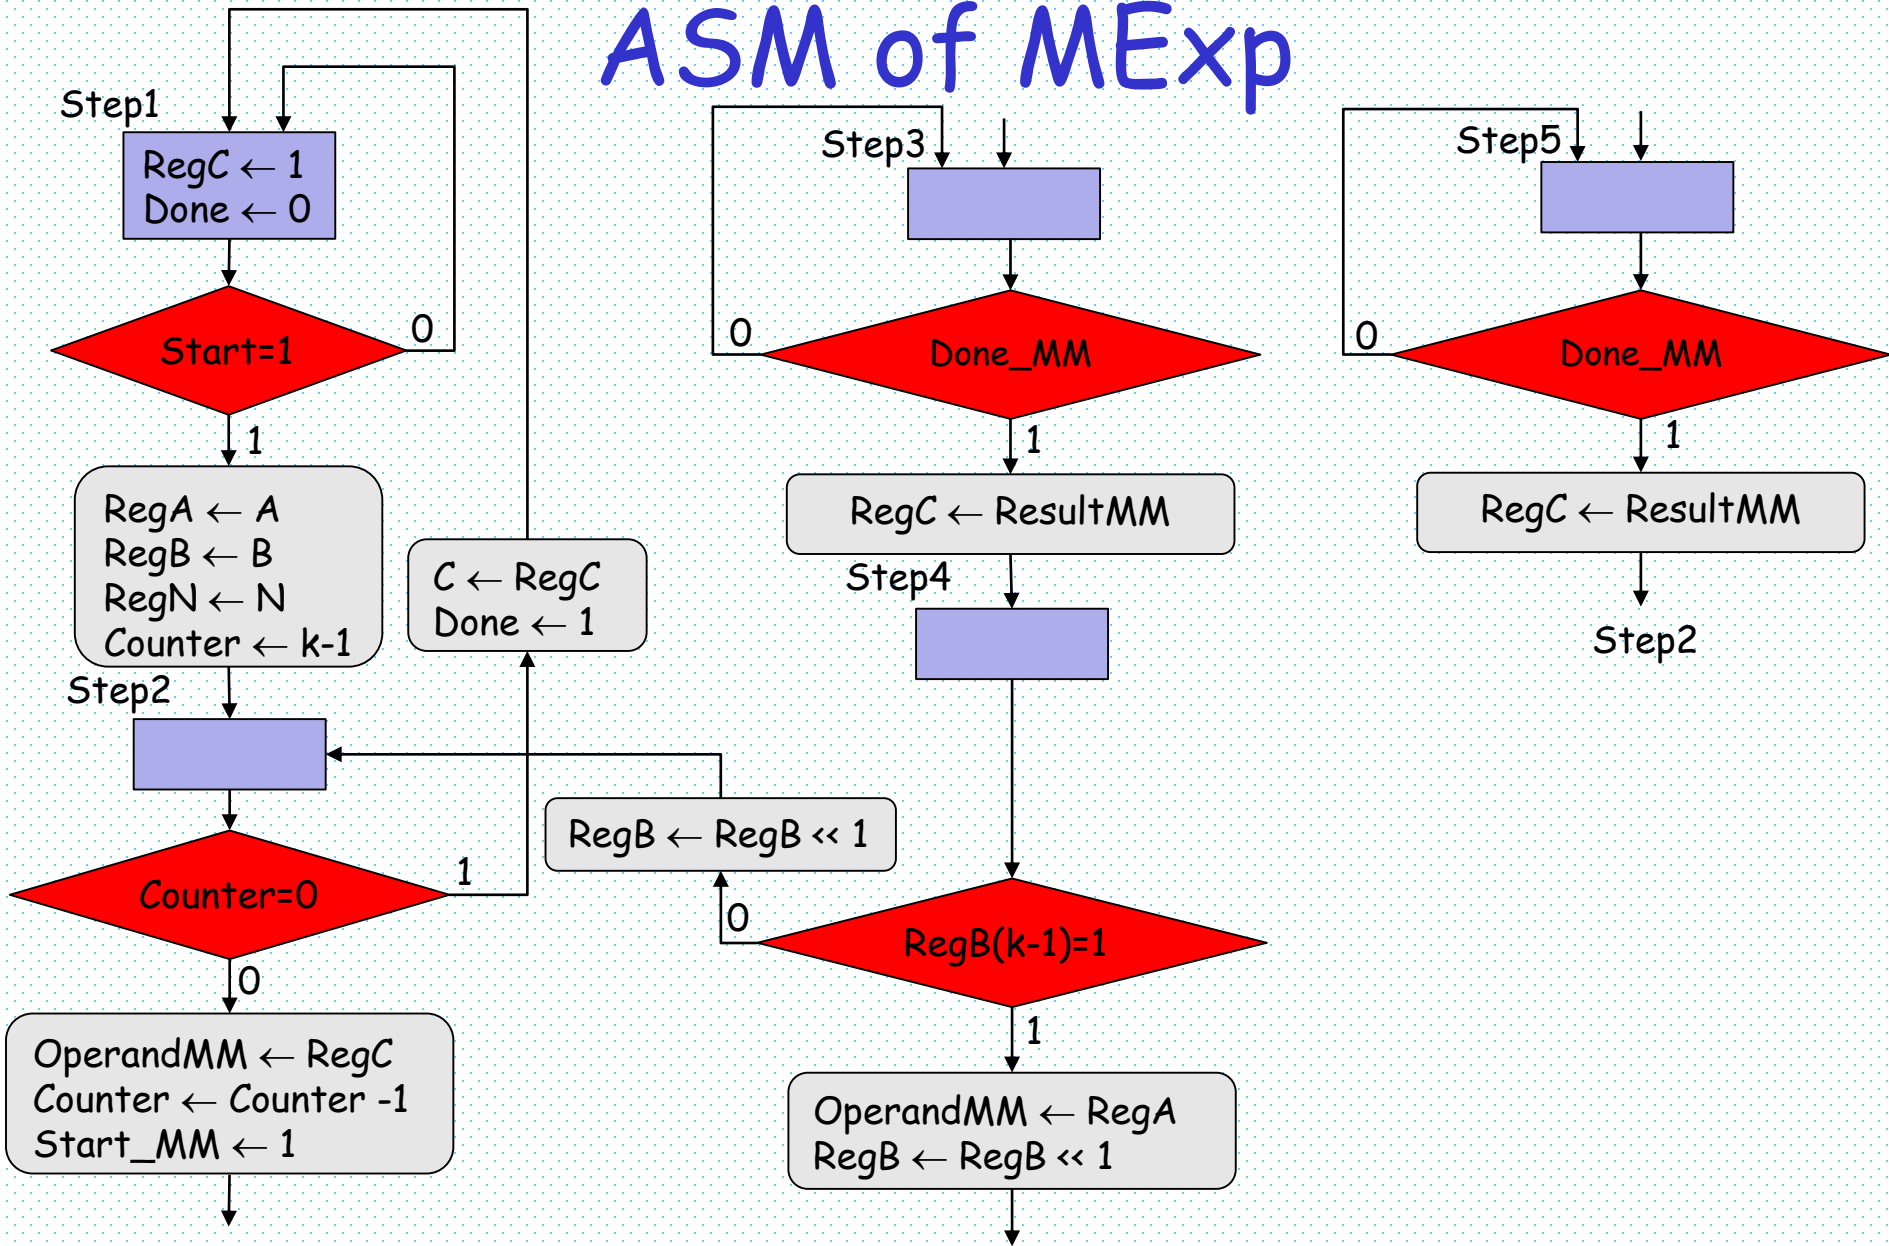 ASM of MExp
Step1
RegC ← 1
Done ← 0
Start=1
0
1
RegA ← A
RegB ← B
RegN ← N
Counter ← k-1
C ← RegC
Done ← 1
Step2
Counter=0
1
0
OperandMM ← RegC
Counter ← Counter -1
Start_MM ← 1
Step3
Done_MM
0
1
RegC ← ResultMM
Step4
RegB ← RegB << 1
0
RegB(k-1)=1
1
OperandMM ← RegA
RegB ← RegB << 1
Step5
Done_MM
0
1
RegC ← ResultMM
Step2